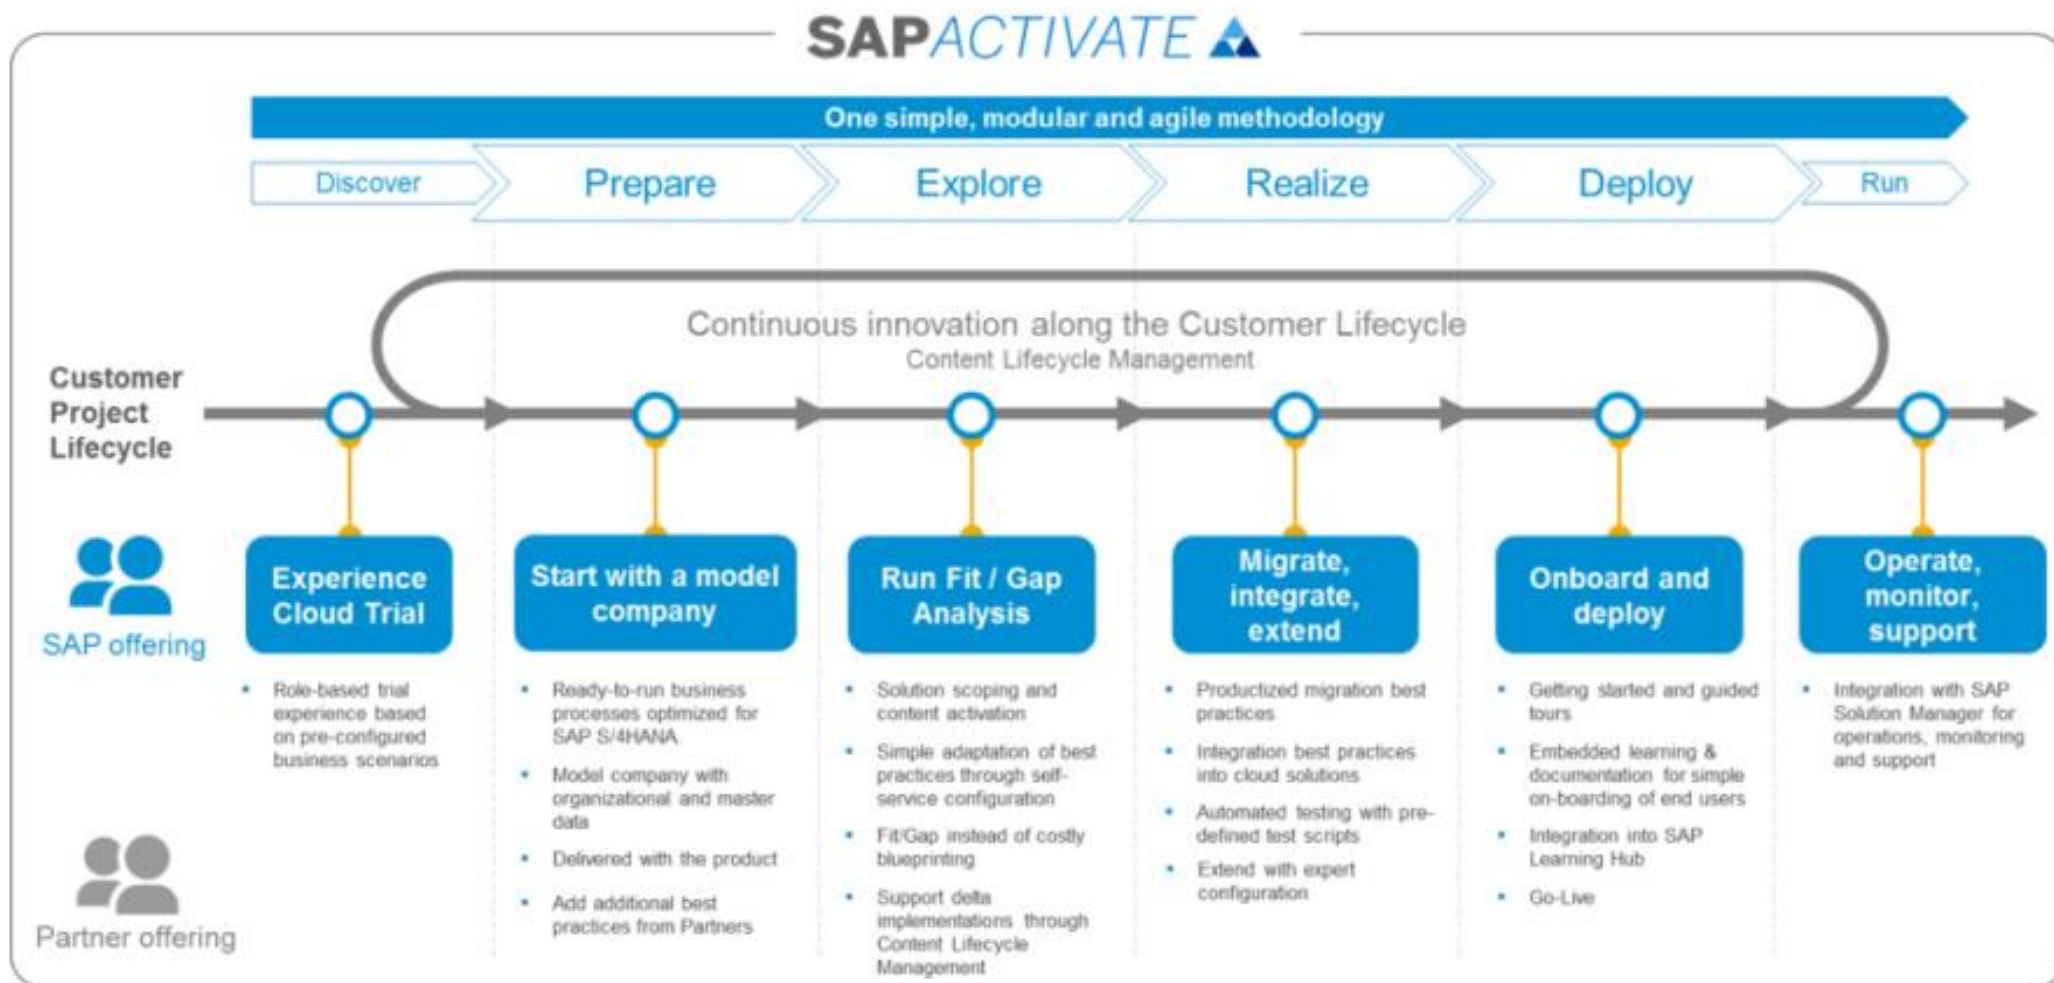 SAP ACTIVATE
One simple, modular and agile methodology
Discover
Prepare
Explore
Realize
Deploy
Run
Continuous innovation along the Customer Lifecycle
Content Lifecycle Management
Customer
Project
Lifecycle
SAP offering
Partner offering
Experience
Cloud Trial
Role-based trial
experience based
on pre-configured
business scenarios
Start with a model
company
Ready-to-run business
processes optimized for
SAP S/4HANA.
Model company with
organizational and master
data
Delivered with the product
Add additional best
practices from Partners
Run Fit / Gap
Analysis
Solution scoping and
content activation
Simple adaptation of best
practices through self-
service configuration
Fit/Gap instead of costly
blueprinting
Support delta
implementations through
Content Lifecycle
Management
Migrate,
integrate,
extend
Productized migration best
practices
Integration best practices
into cloud solutions
Automated testing with pre-
defined test scripts
Extend with expert
configuration
Onboard and
deploy
Getting started and guided
tours
Embedded learning &
documentation for simple
on-boarding of end users
Integration into SAP
Learning Hub
Go-Live
Operate,
monitor,
support
Integration with SAP
Solution Manager for
operations, monitoring
and support